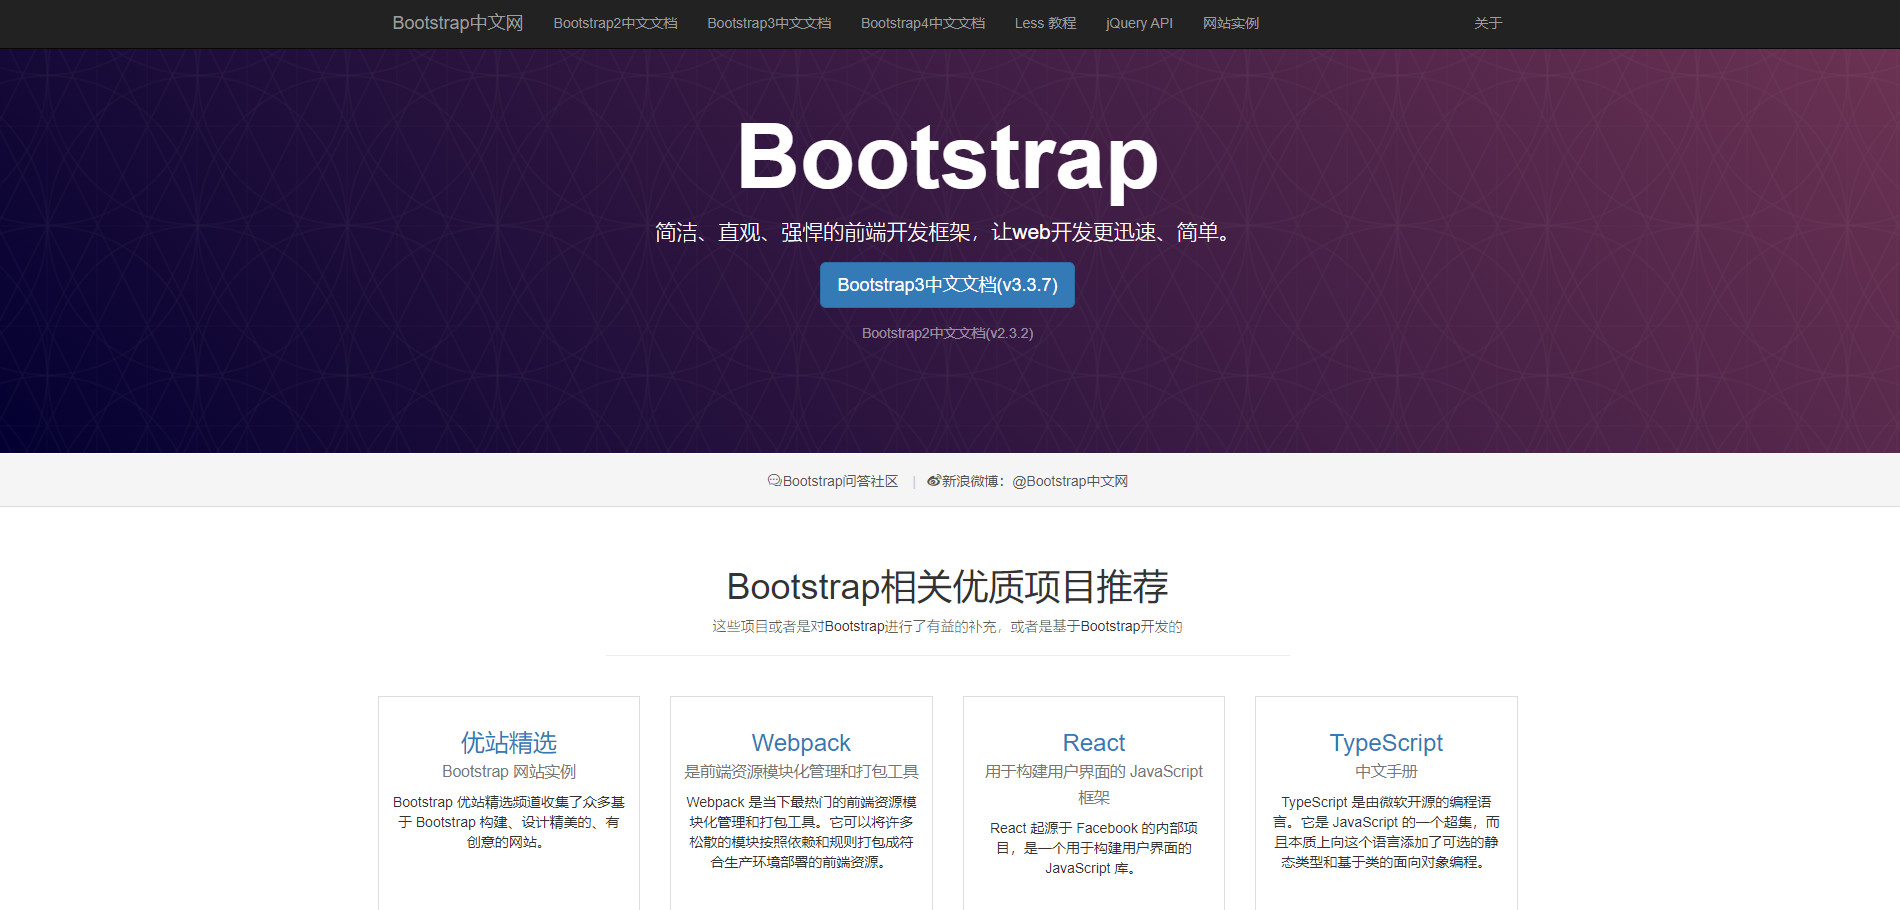 Bootstrap中文网 Bootstrap2中文文档 Bootstrap3中文文档 Bootstrap4中文文档 Less 教程 jQuery API 网站实例 关于
Bootstrap
简洁、直观、强悍的前端开发框架，让web开发更迅速、简单。
Bootstrap3中文文档(v3.3.7)
Bootstrap2中文文档(v2.3.2)
Bootstrap问答社区 | 新浪微博：@Bootstrap中文网
Bootstrap相关优质项目推荐
这些项目或者是对Bootstrap进行了有益的补充，或者是基于Bootstrap开发的
优站精选
Bootstrap 网站实例
Bootstrap 优站精选频道收集了众多基
于 Bootstrap 构建、设计精美的、有
创意的网站。
Webpack
是前端资源模块化管理和打包工具
Webpack 是当下最热门的前端资源模
块化管理和打包工具。它可以将许多
松散的模块按照依赖和规则打包成符
合生产环境部署的前端资源。
React
用于构建用户界面的 JavaScript
框架
React 起源于 Facebook 的内部项
目，是一个用于构建用户界面的
JavaScript 库。
TypeScript
中文手册
TypeScript 是由微软开源的编程语
言。它是 JavaScript 的一个超集，而
且本质上向这个语言添加了可选的静
态类型和基于类的面向对象编程。